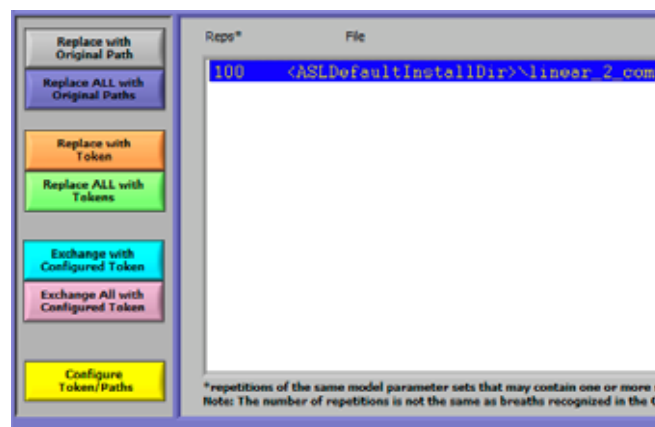 Replace with
Original Path
Replace ALL with
Original Paths
Replace with
Token
Replace ALL with
Tokens
Exchange with
Configured Token
Exchange All with
Configured Token
Configure
Token/Paths
Reps* File
100 <ASLDefaultInstallDir>\linear_2_com
*repetitions of the same model parameter sets that may contain one or more
Note: The number of repetitions is not the same as breaths recognized in the